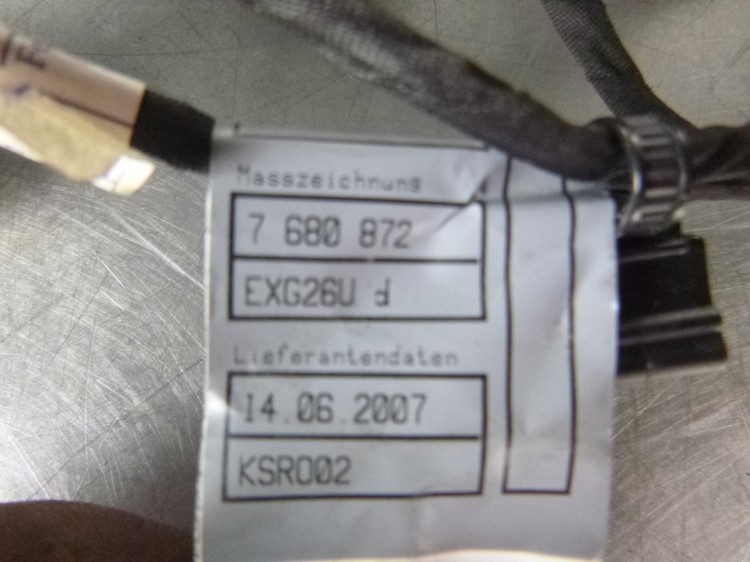 Masszeichnung
7 680 872
EXG26U d
Lieferantendaten
14.06.2007
KSR002